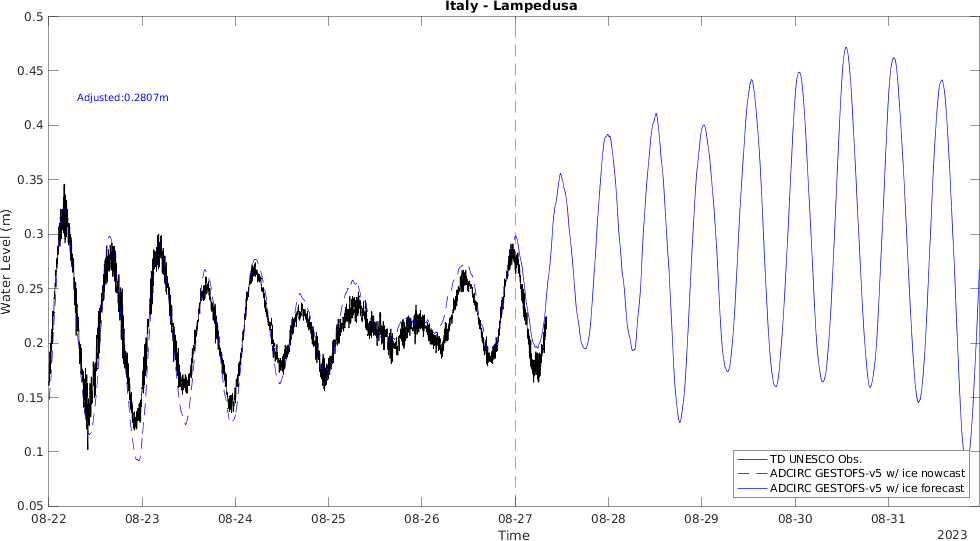 Italy - Lampedusa
0.5
0.45
0.4
0.35
0.3
0.25
0.2
0.15
0.1
0.05
Water Level (m)
Adjusted:0.2807m
TD UNESCO Obs.
ADCIRC GESTOFS-v5 w/ ice nowcast
ADCIRC GESTOFS-v5 w/ ice forecast
08-22 08-23 08-24 08-25 08-26 08-27 08-28 08-29 08-30 08-31
Time
2023